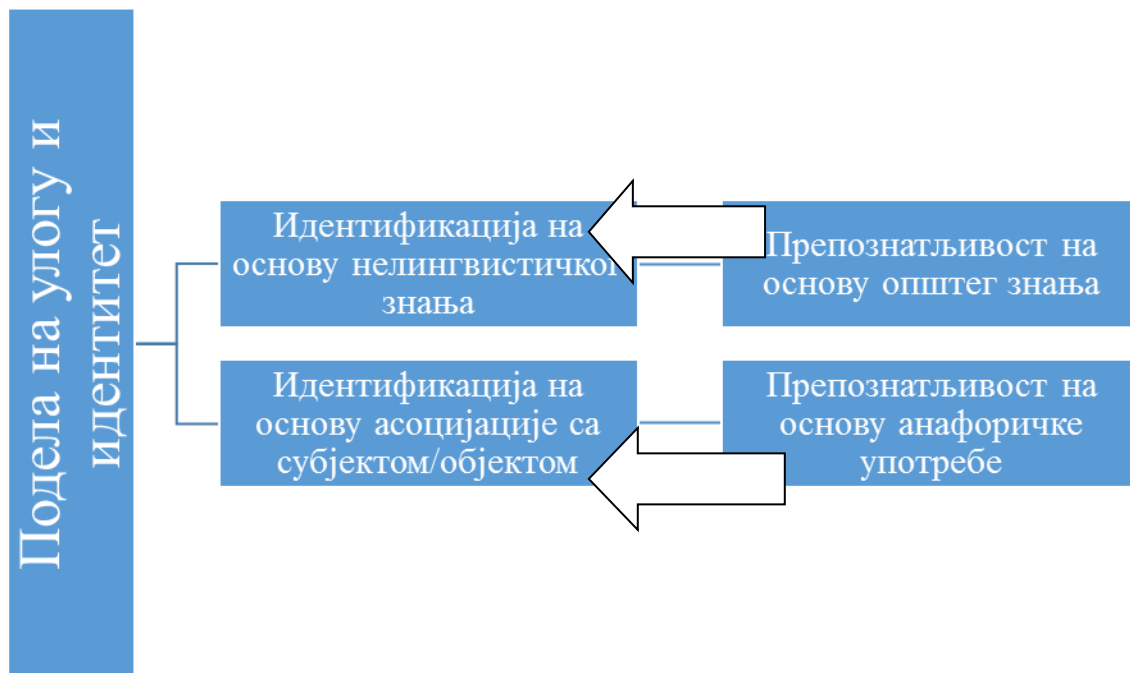 Подела на улогу и
идентитет
Идентификација на
основу нелингвистичког
знања
Препознатљивост на
основу општег знања
Идентификација на
основу асоцијације са
субјектом/објектом
Препознатљивост на
основу анафоричке
употребе